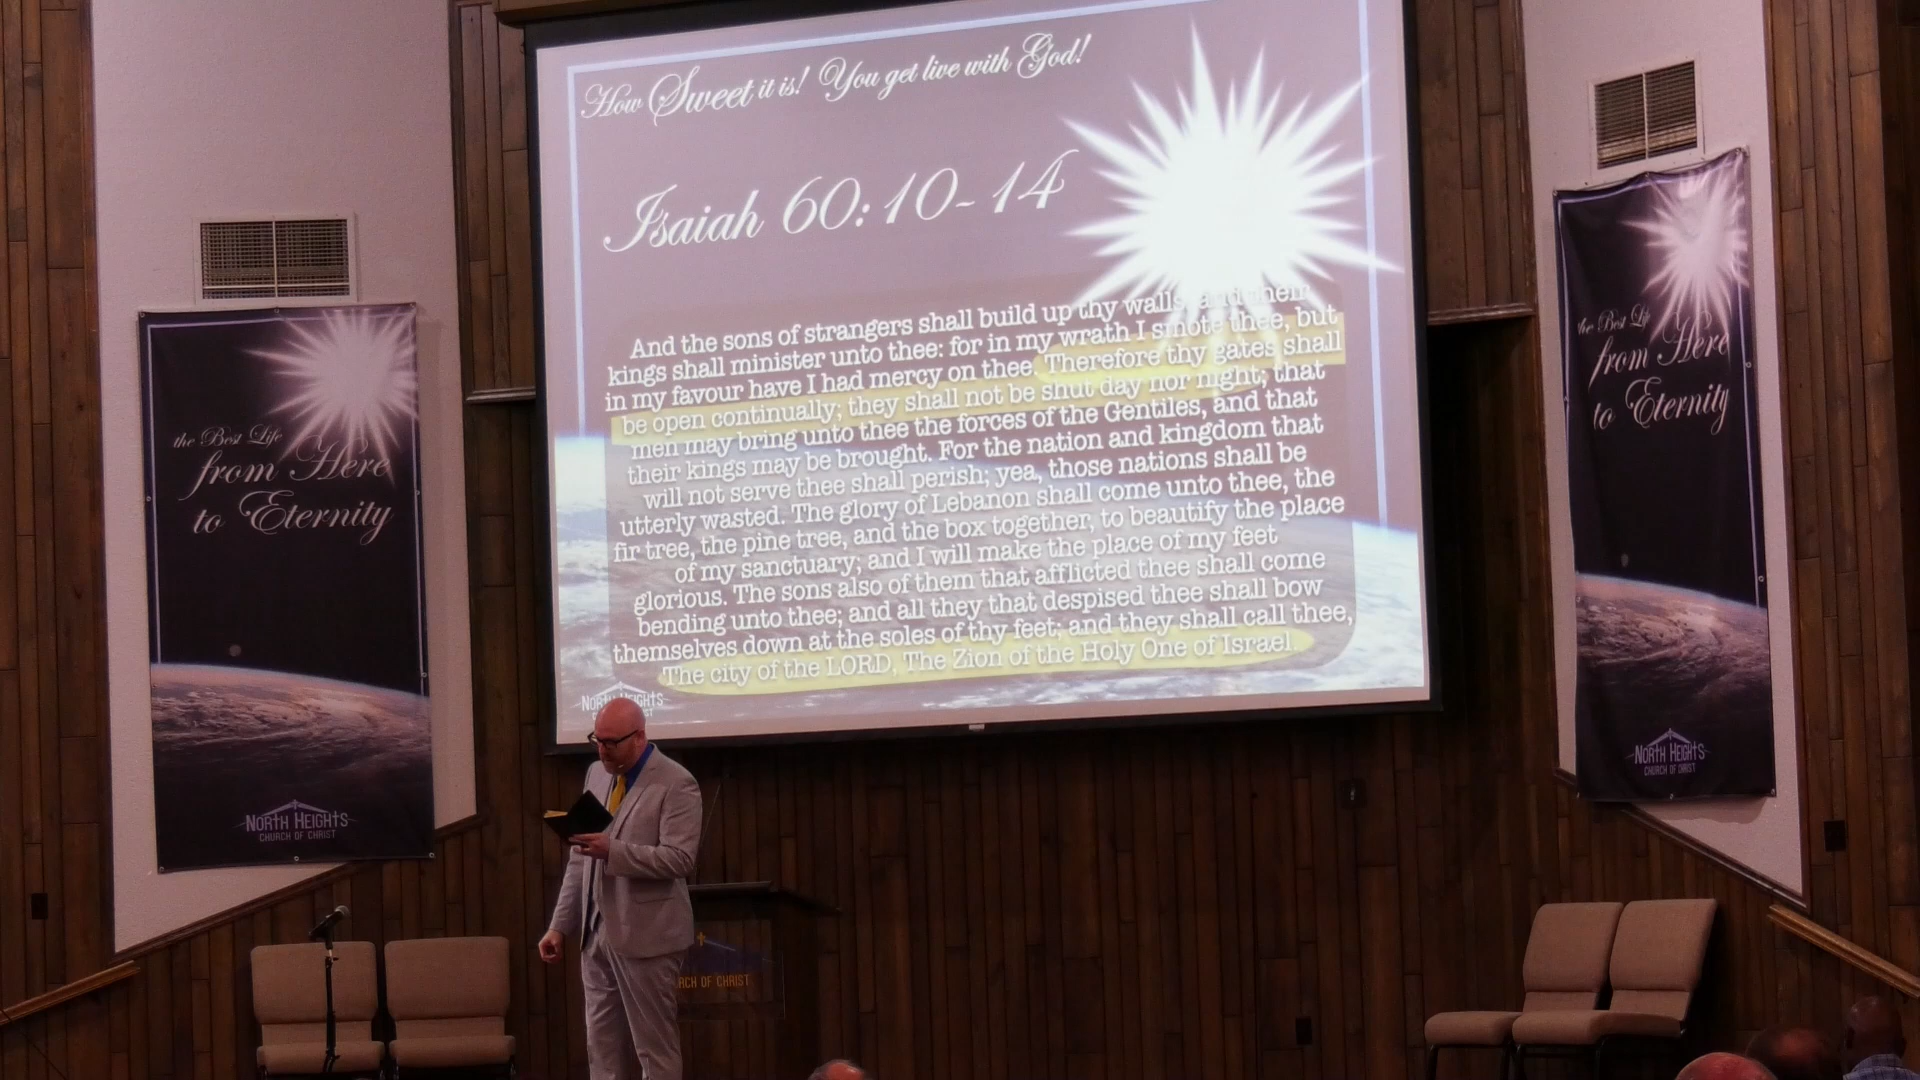 How Sweet it is! You get live with God!
Isaiah 60:10-14
And the sons of strangers shall build up thy walls, and their
kings shall minister unto thee: for in my wrath I smote thee, but
in my favour have I had mercy on thee. Therefore thy gates shall
be open continually; they shall not be shut day nor night; that
men may bring unto thee the forces of the Gentiles, and that
their kings may be brought. For the nation and kingdom that
will not serve thee shall perish; yea, those nations shall be
utterly wasted. The glory of Lebanon shall come unto thee, the
fir tree, the pine tree, and the box together, to beautify the place
of my sanctuary; and I will make the place of my feet
glorious. The sons also of them that afflicted thee shall come
bending unto thee; and all they that despised thee shall bow
themselves down at the soles of thy feet; and they shall call thee,
The city of the LORD, The Zion of the Holy One of Israel.
NORTH HEIGHTS
the Best Life
from Here
to Eternity
NORTH HEIGHTS
CHURCH OF CHRIST
the Best Life
from Here
to Eternity
NORTH HEIGHTS
CHURCH OF CHRIST
RCH OF CHRIST